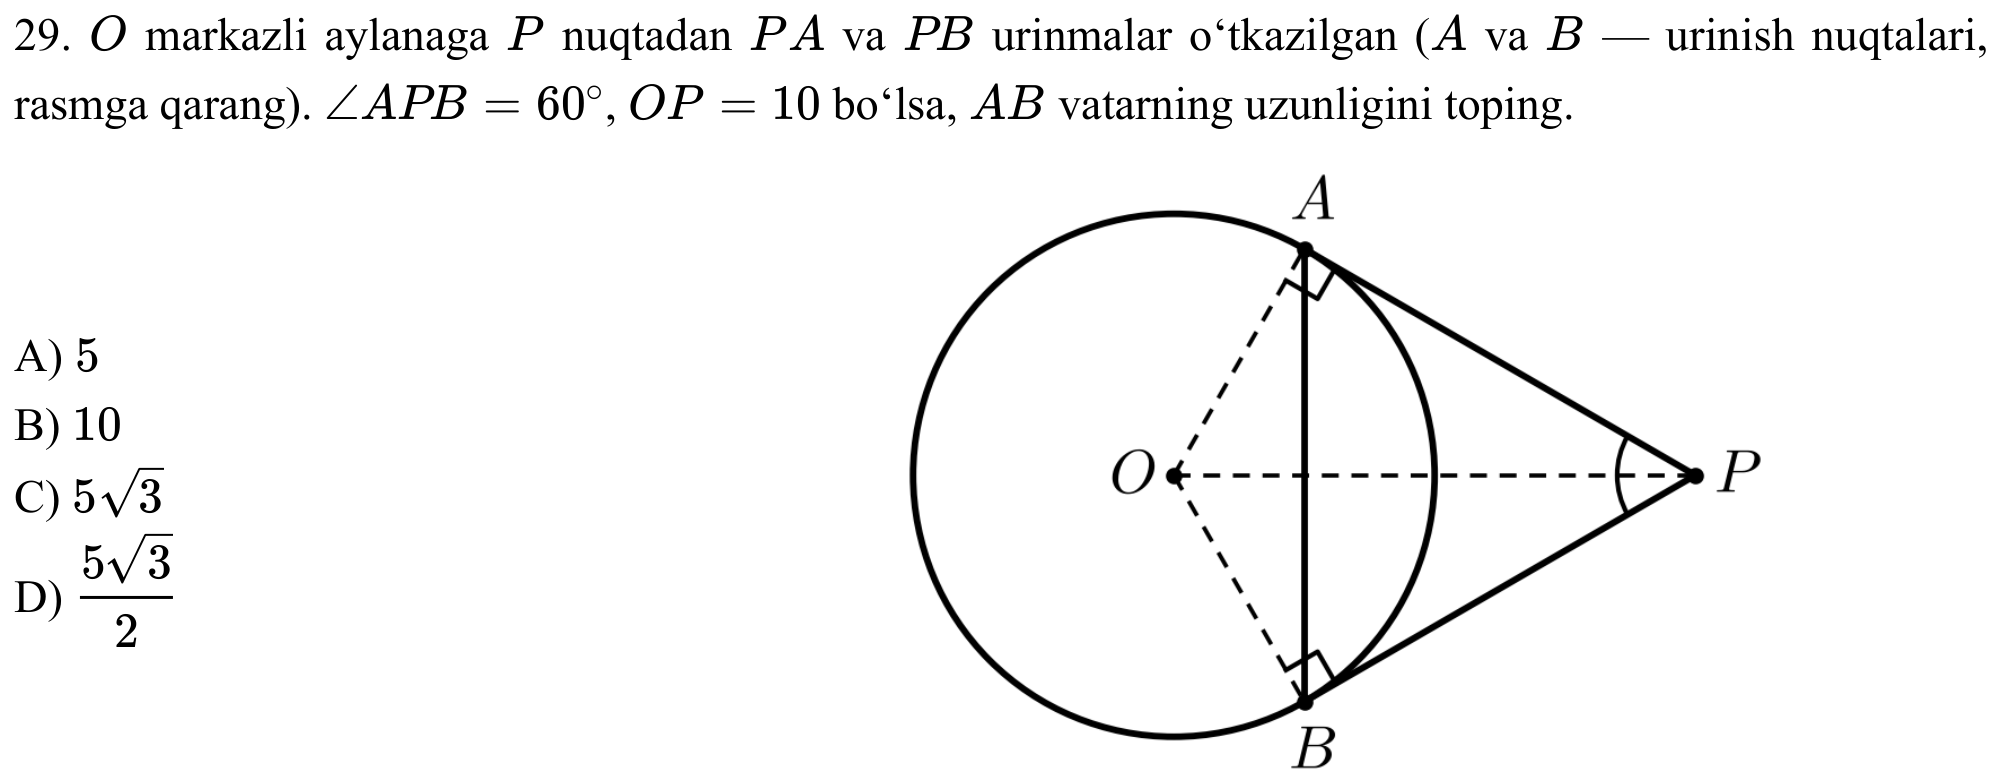 29. O markazli aylanaga P nuqtadan PA va PB urinmalar o‘tkazilgan (A va B — urinish nuqtalari,
rasmga qarang). ∠APB = 60°, OP = 10 bo‘lsa, AB vatarning uzunligini toping.
A
A) 5
B) 10
O
P
C) 5√3
D) 5√3/2
B